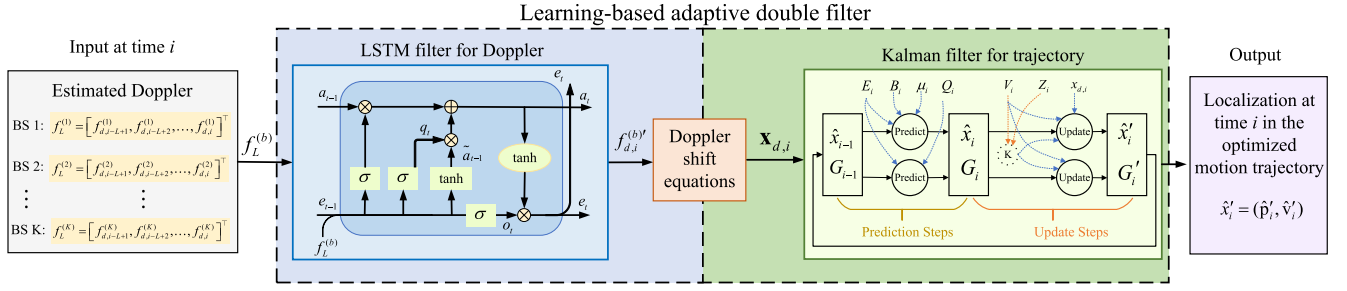 Learning-based adaptive double filter
Input at time i
Estimated Doppler
BS 1: f_L^{(1)} = [f_{d,i-L+1}^{(1)}, f_{d,i-L+2}^{(1)}, ..., f_{d,i}^{(1)}]^⊤
BS 2: f_L^{(2)} = [f_{d,i-L+1}^{(2)}, f_{d,i-L+2}^{(2)}, ..., f_{d,i}^{(2)}]^⊤
⋮ ⋮
BS K: f_L^{(K)} = [f_{d,i-L+1}^{(K)}, f_{d,i-L+2}^{(K)}, ..., f_{d,i}^{(K)}]^⊤
f_L^{(b)}
LSTM filter for Doppler
e_t
a_{t-1}
a_t
q_t
ã_{t-1}
tanh
σ
σ
tanh
e_{t-1}
σ
o_t
e_t
f_L^{(b)}
f_{d,i}^{(b)}′
Doppler
shift
equations
𝐱_{d,i}
Kalman filter for trajectory
E_i B_i μ_i Q_i
V_i Z_i x_{d,i}
x̂_{i-1}
G_{i-1}
Predict
Predict
x̂_i
G_i
K
Update
Update
x̂′_i
G′_i
Prediction Steps
Update Steps
Output
Localization at
time i in the
optimized
motion trajectory
x̂′_i = (p̂′_i, v̂′_i)